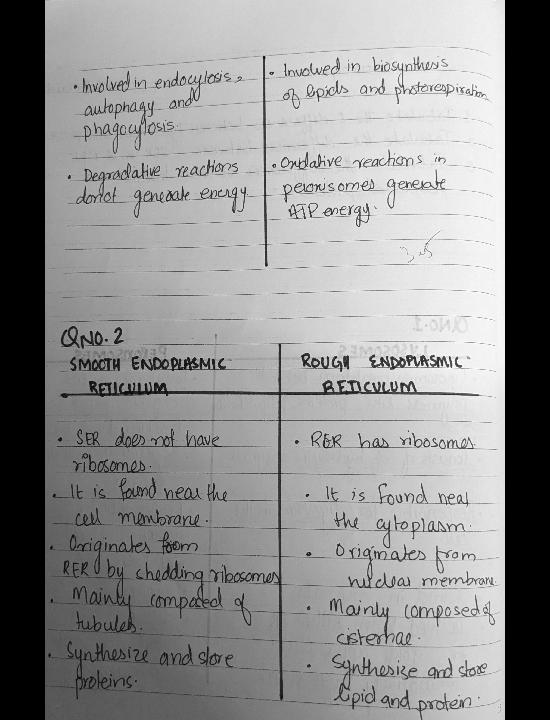 • Involved in endocytosis,
autophagy and
phagocytosis.
• Degradative reactions
donot generate energy
• Involved in biosynthesis
of lipids and photorespiration
• Oxidative reactions in
peroxisomes generate
ATP energy.
QNO. 2
SMOOTH ENDOPLASMIC
RETICULUM
• SER does not have
ribosomes.
• It is found near the
cell membrane.
• Originates from
RER by shedding ribosomes
• Mainly composed of
tubules.
• Synthesize and store
proteins.
ROUGH ENDOPLASMIC
RETICULUM
• RER has ribosomes
• It is found near
the cytoplasm.
• Originates from
nuclear membrane.
• Mainly composed of
cisternae.
• Synthesise and store
lipid and protein.